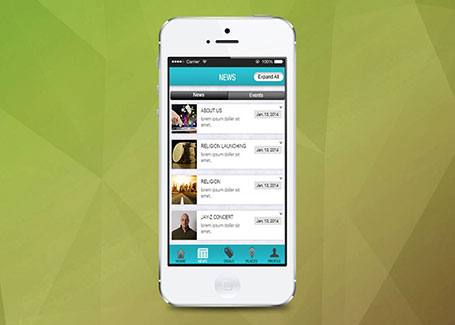 Carrier 100%
NEWS Expand All
News Events
ABOUT US
lorem ipsum doller sit
amet.
Jan, 13, 2014
RELIGION LAUNCHING
lorem ipsum doller sit
amet.
Jan, 13, 2014
RELIGION
lorem ipsum doller sit
amet.
Jan, 13, 2014
JAY-Z CONCERT
lorem ipsum doller sit
amet.
Jan, 13, 2014
HOME NEWS DEALS PLACES PROFILE